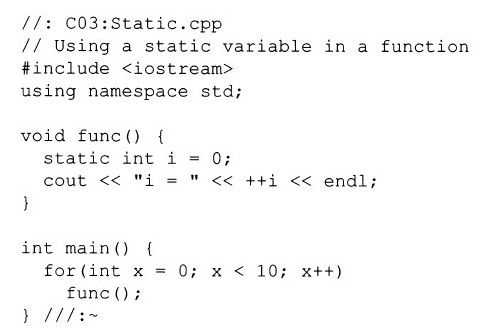 //: C03:Static.cpp
// Using a static variable in a function
#include <iostream>
using namespace std;

void func() {
  static int i = 0;
  cout << "i = " << ++i << endl;
}

int main() {
  for(int x = 0; x < 10; x++)
    func();
} ///:~